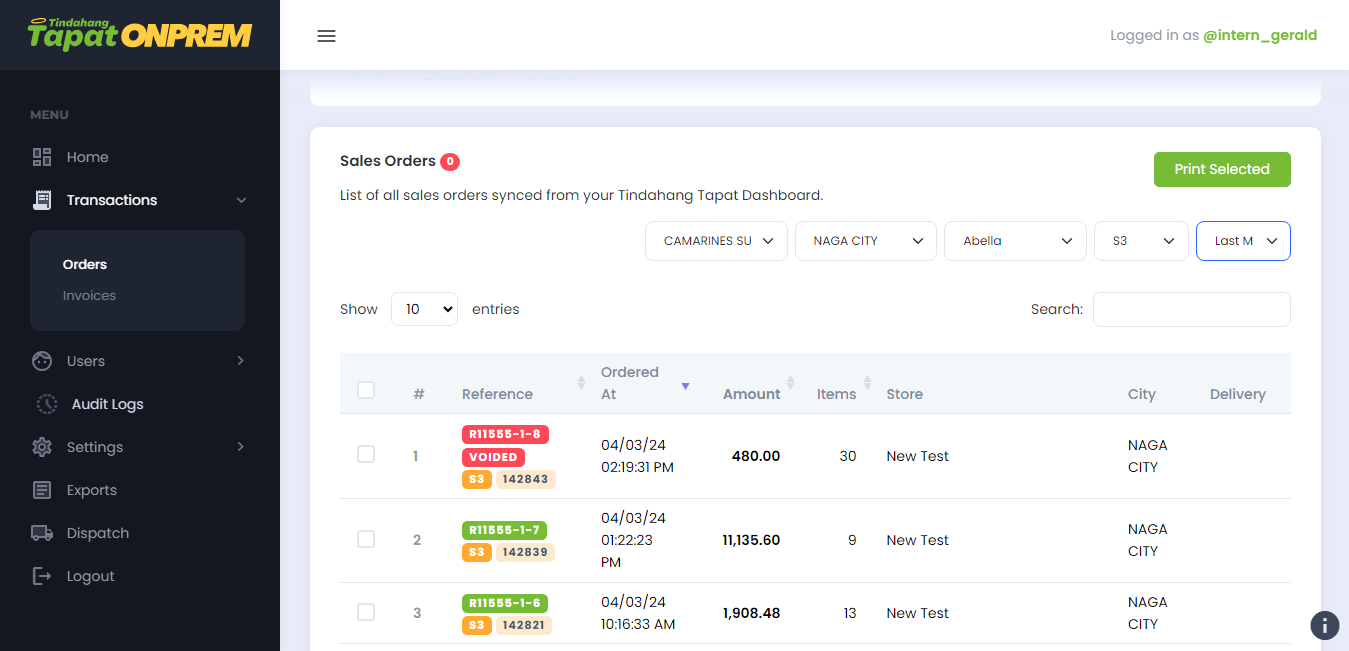 Tindahang
Tapat ONPREM
Logged in as @intern_gerald
MENU
Home
Transactions
Orders
Invoices
Users
Audit Logs
Settings
Exports
Dispatch
Logout
Sales Orders 0
Print Selected
List of all sales orders synced from your Tindahang Tapat Dashboard.
CAMARINES SU NAGA CITY Abella S3 Last M
Show 10 entries Search:
# Reference Ordered At Amount Items Store City Delivery
1 R11555-1-8 VOIDED S3 142843 04/03/24 02:19:31 PM 480.00 30 New Test NAGA CITY
2 R11555-1-7 S3 142839 04/03/24 01:22:23 PM 11,135.60 9 New Test NAGA CITY
3 R11555-1-6 S3 142821 04/03/24 10:16:33 AM 1,908.48 13 New Test NAGA CITY